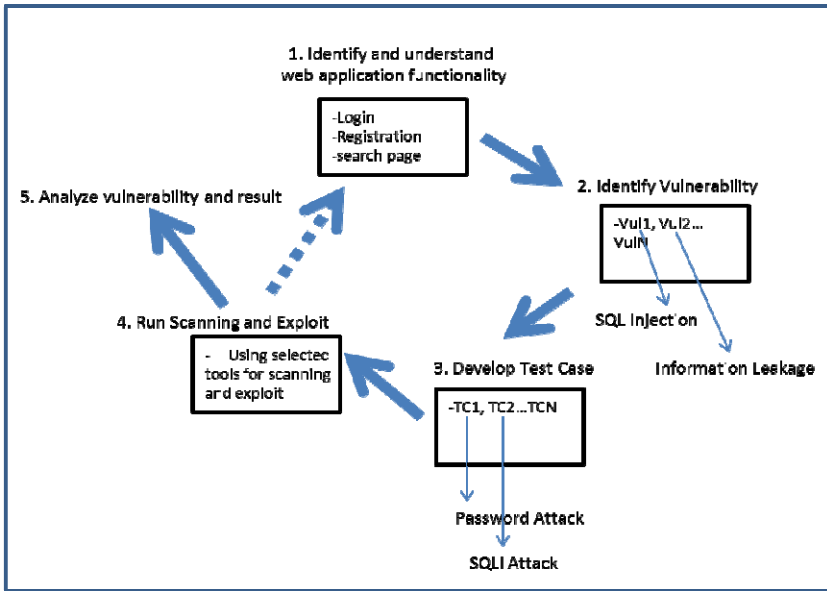 1. Identify and understand
web application functionality
-Login
-Registration
-search page
2. Identify Vulnerability
-Vul1, Vul2...
VulN
SQL Injection
Information Leakage
3. Develop Test Case
-TC1, TC2...TCN
Password Attack
SQLI Attack
4. Run Scanning and Exploit
- Using selected
tools for scanning
and exploit
5. Analyze vulnerability and result